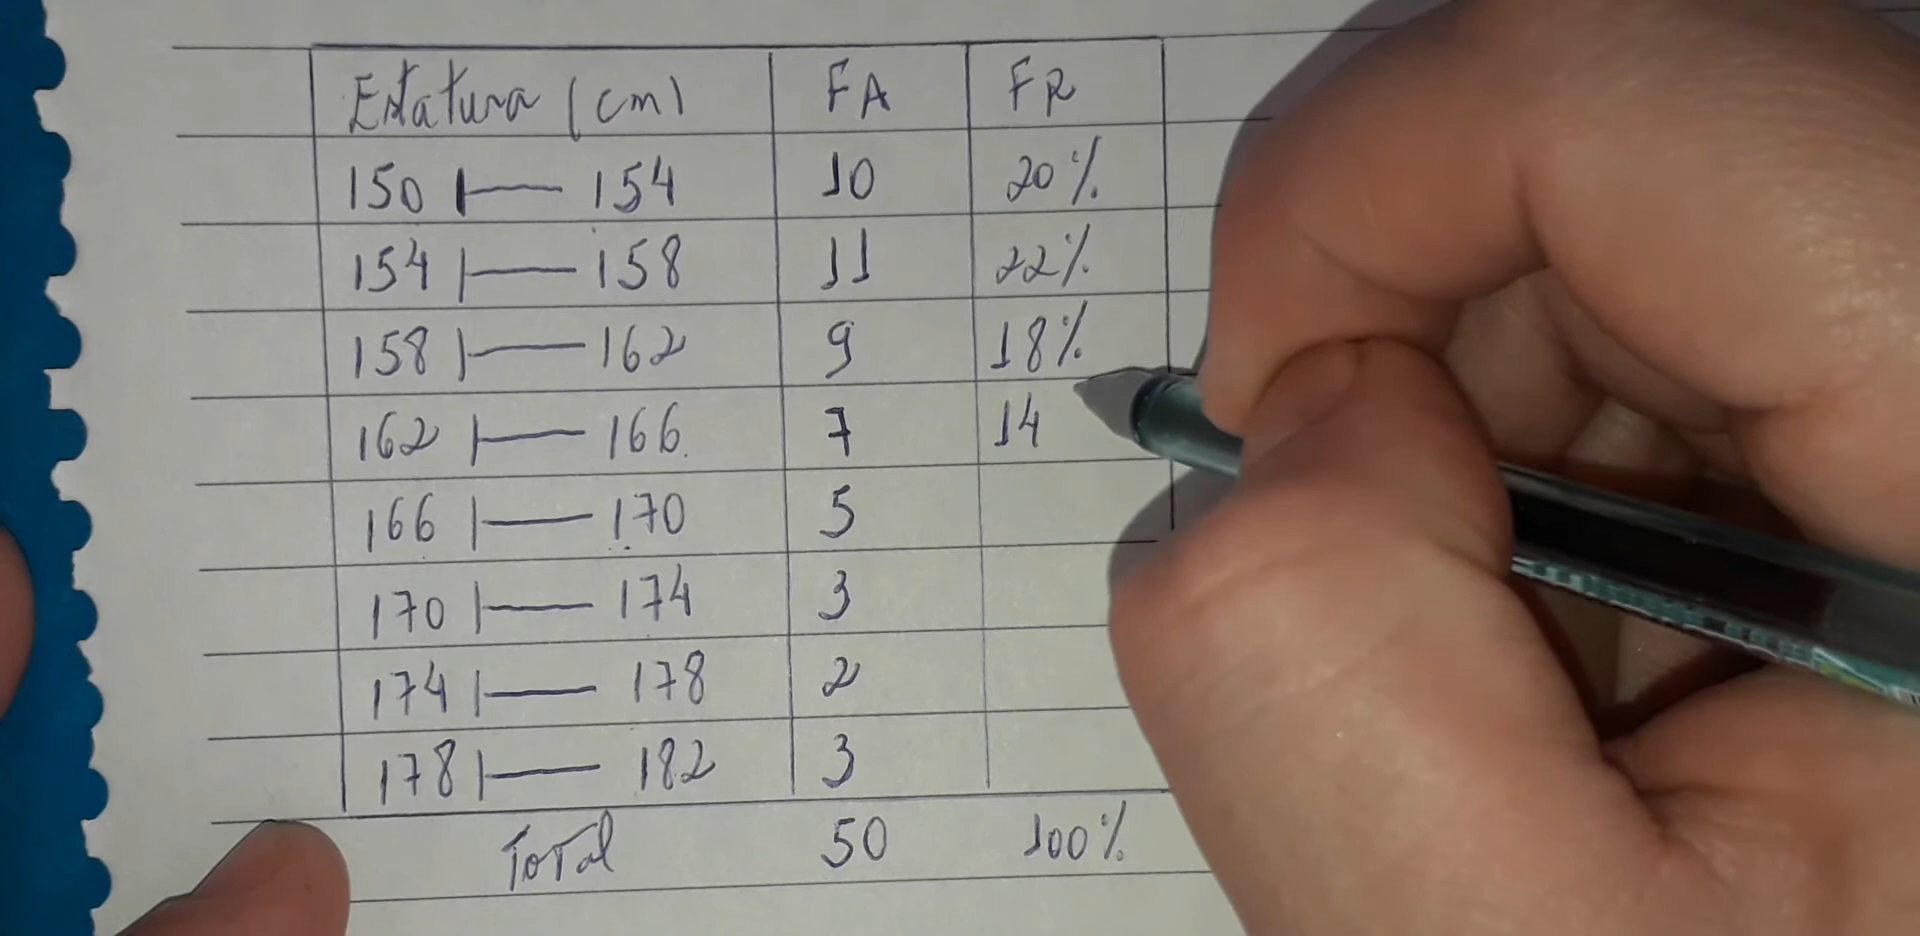 Estatura (cm) FA FR
150 |— 154 10 20%
154 |— 158 11 22%
158 |— 162 9 18%
162 |— 166 7 14
166 |— 170 5
170 |— 174 3
174 |— 178 2
178 |— 182 3
Total 50 100%